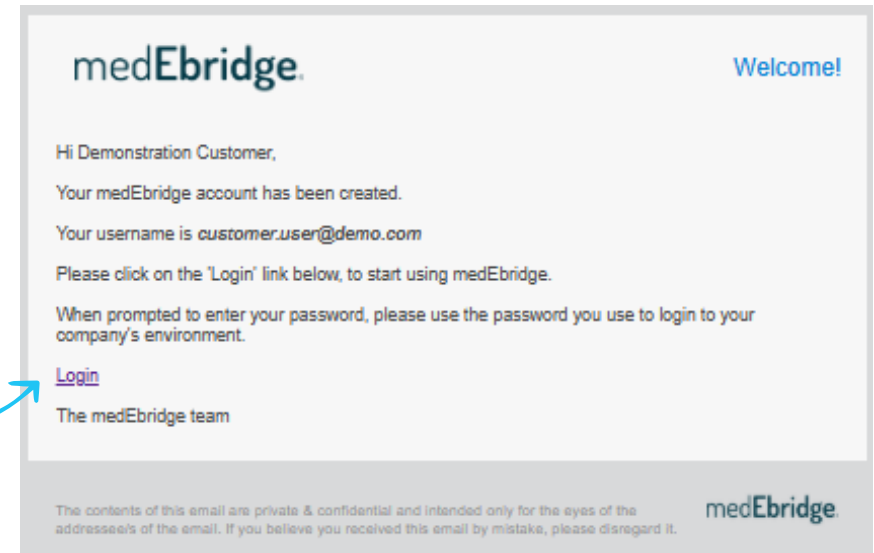 medEbridge.
Welcome!
Hi Demonstration Customer,
Your medEbridge account has been created.
Your username is customer.user@demo.com
Please click on the 'Login' link below, to start using medEbridge.
When prompted to enter your password, please use the password you use to login to your
company's environment.
Login
The medEbridge team
The contents of this email are private & confidential and intended only for the eyes of the
addressee/s of the email. If you believe you received this email by mistake, please disregard it.
medEbridge.